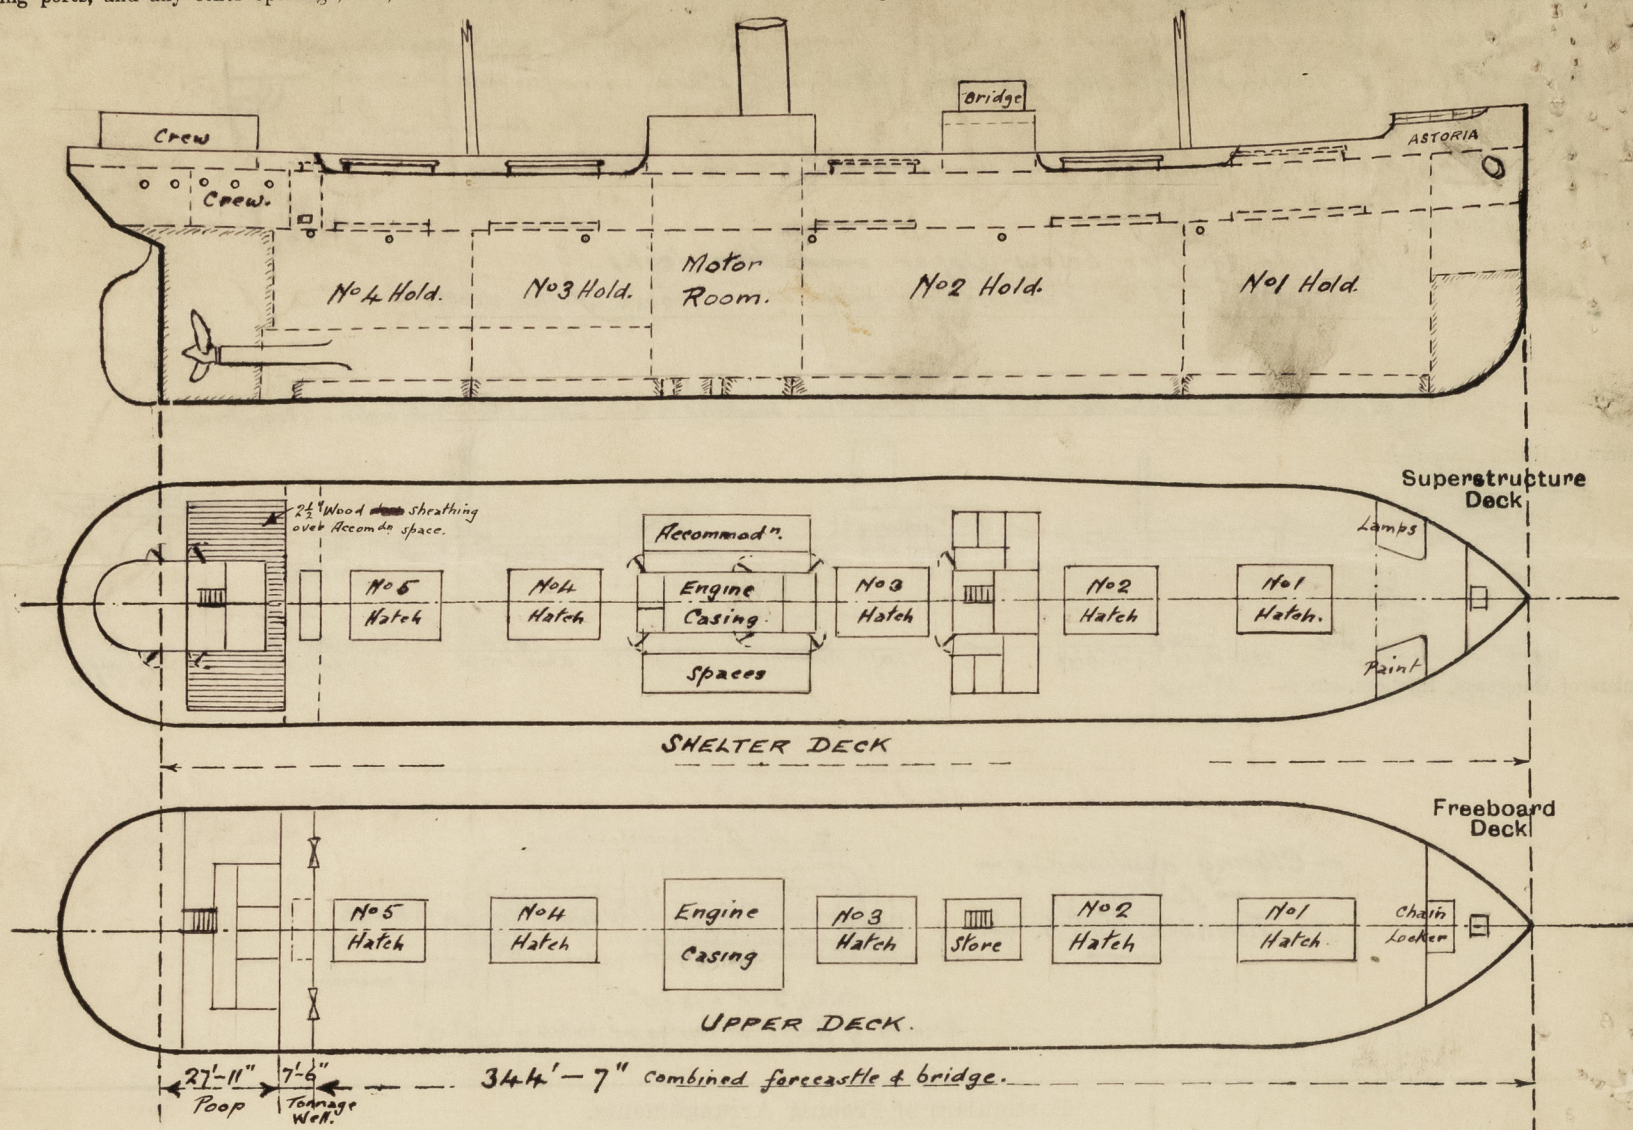 Bridge
Crew
ASTORIA
Crew.
No 4 Hold.
No 3 Hold.
Motor
Room.
No 2 Hold.
No 1 Hold.
Superstructure
Deck
2½" Wood sheathing
over Accomdn space.
Lamps
Accommodn.
No 5
Hatch
No 4
Hatch
Engine
Casing
No 3
Hatch
No 2
Hatch
No 1
Hatch.
Spaces
Paint
SHELTER DECK
Freeboard
Deck
No 5
Hatch
No 4
Hatch
Engine
Casing
No 3
Hatch
Store
No 2
Hatch
No 1
Hatch
Chain
Locker
UPPER DECK.
27'-11"
Poop
7'-6"
Tonnage
Well.
344'-7" combined forecastle & bridge.